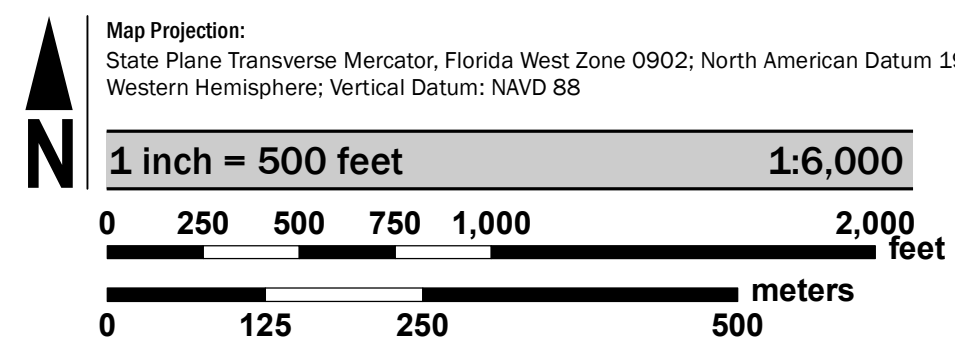 Map Projection:
State Plane Transverse Mercator, Florida West Zone 0902; North American Datum
Western Hemisphere; Vertical Datum: NAVD 88
N
1 inch = 500 feet 1:6,000
0 250 500 750 1,000 2,000
feet
meters
0 125 250 500